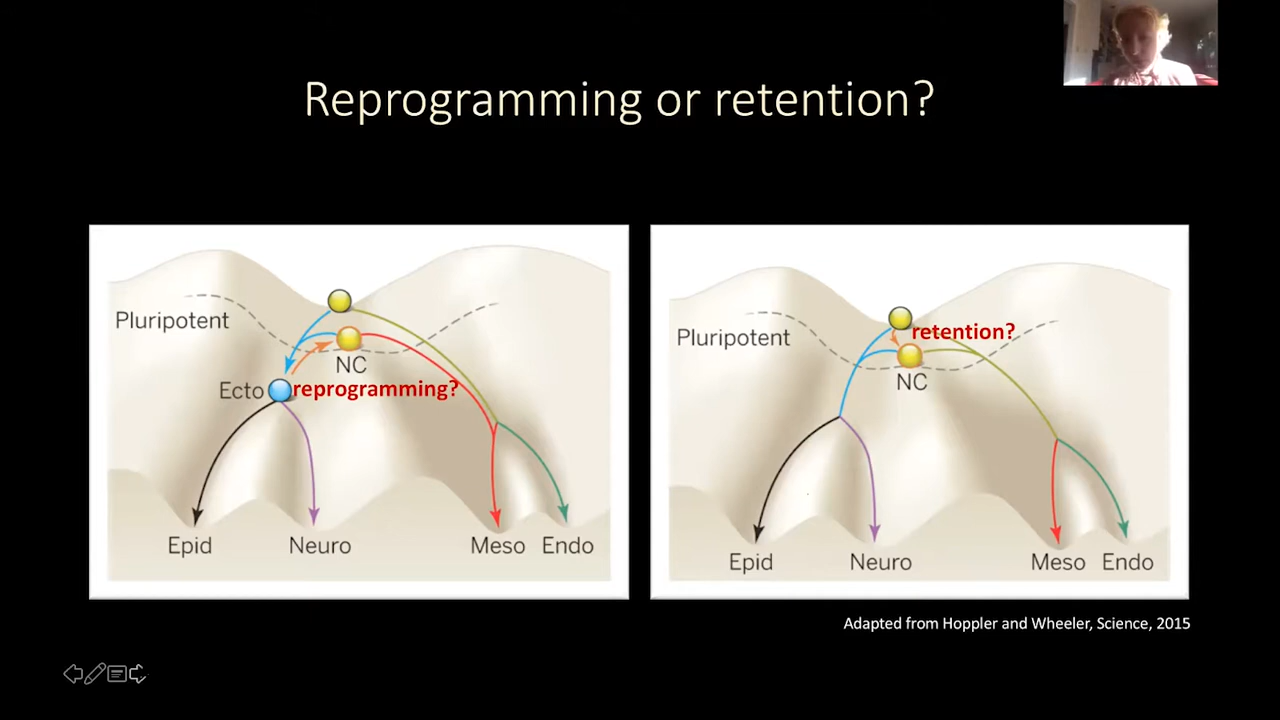 Reprogramming or retention?
Pluripotent
NC
Ecto
reprogramming?
Epid
Neuro
Meso
Endo
Pluripotent
retention?
NC
Epid
Neuro
Meso
Endo
Adapted from Hoppler and Wheeler, Science, 2015